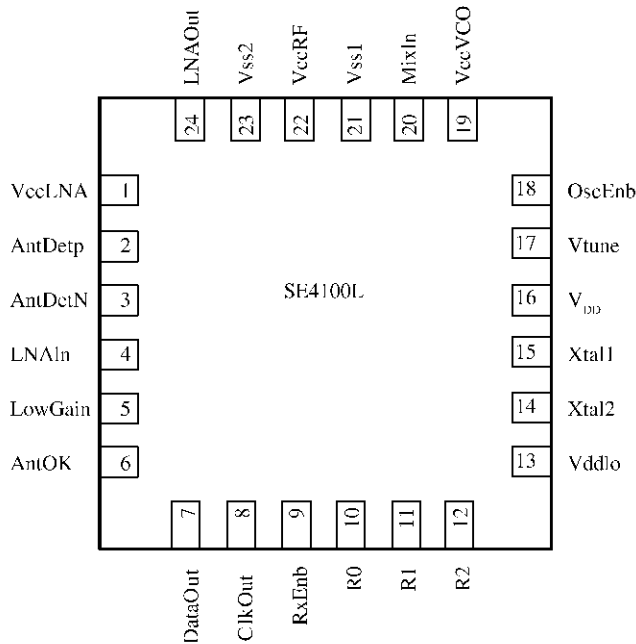 LNAOut Vss2 VccRF Vss1 MixIn VccVCO
24 23 22 21 20 19
VccLNA 1 18 OscEnb
AntDetp 2 17 Vtune
SE4100L
AntDetN 3 16 VDD
LNAIn 4 15 Xtal1
LowGain 5 14 Xtal2
AntOK 6 13 VddIo
7 8 9 10 11 12
DataOut ClkOut RxEnb R0 R1 R2